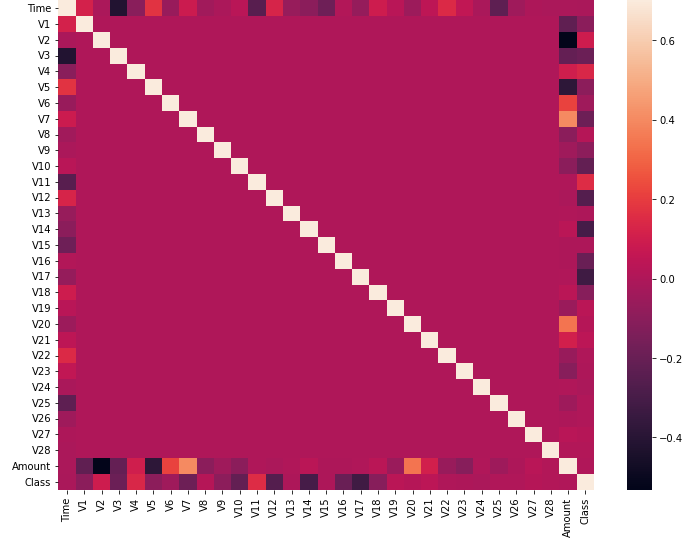 Time
V1
V2
V3
V4
V5
V6
V7
V8
V9
V10
V11
V12
V13
V14
V15
V16
V17
V18
V19
V20
V21
V22
V23
V24
V25
V26
V27
V28
Amount
Class
Time V1 V2 V3 V4 V5 V6 V7 V8 V9 V10 V11 V12 V13 V14 V15 V16 V17 V18 V19 V20 V21 V22 V23 V24 V25 V26 V27 V28 Amount Class
0.6
0.4
0.2
0.0
−0.2
−0.4